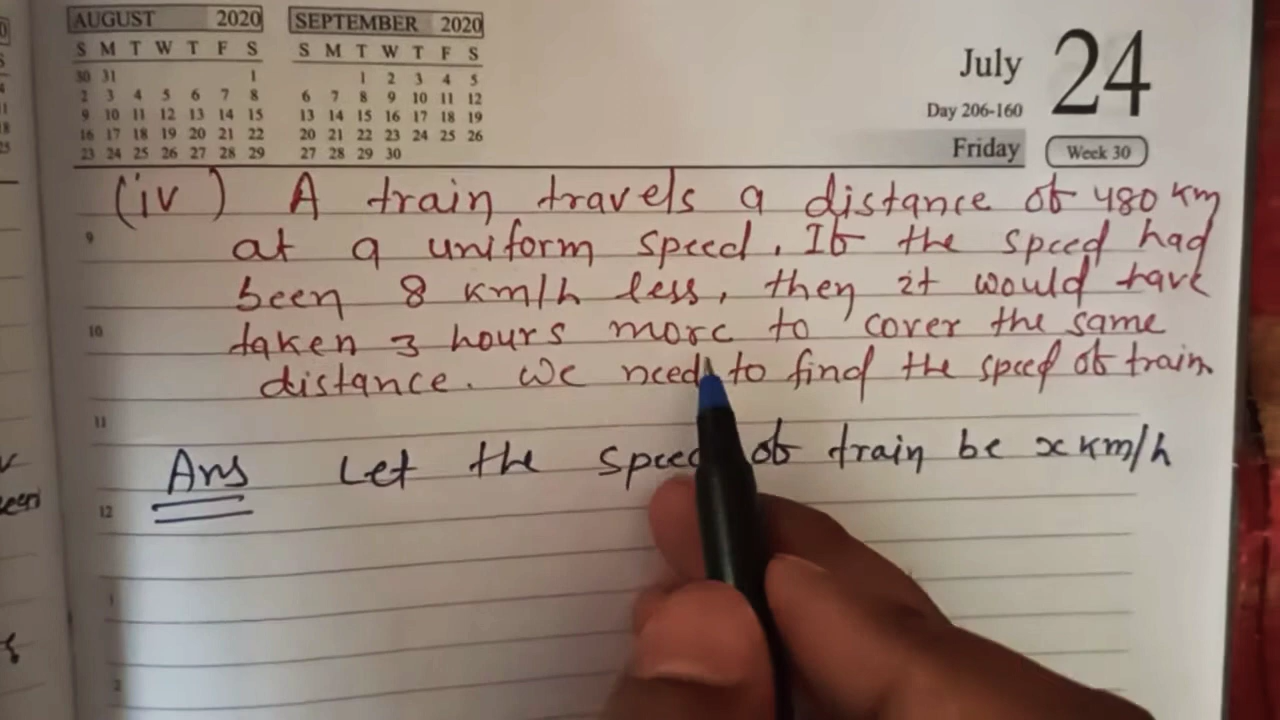 AUGUST 2020
S M T W T F S
30 31 1
2 3 4 5 6 7 8
9 10 11 12 13 14 15
16 17 18 19 20 21 22
23 24 25 26 27 28 29
SEPTEMBER 2020
S M T W T F S
1 2 3 4 5
6 7 8 9 10 11 12
13 14 15 16 17 18 19
20 21 22 23 24 25 26
27 28 29 30
July 24
Day 206-160
Friday Week 30
(iv) A train travels a distance of 480 km
9
at a uniform speed. If the speed had
been 8 km/h less, then it would have
10
taken 3 hours more to cover the same
distance. We need to find the speed of train
11
Ans Let the speed of train be x km/h
12
1
2